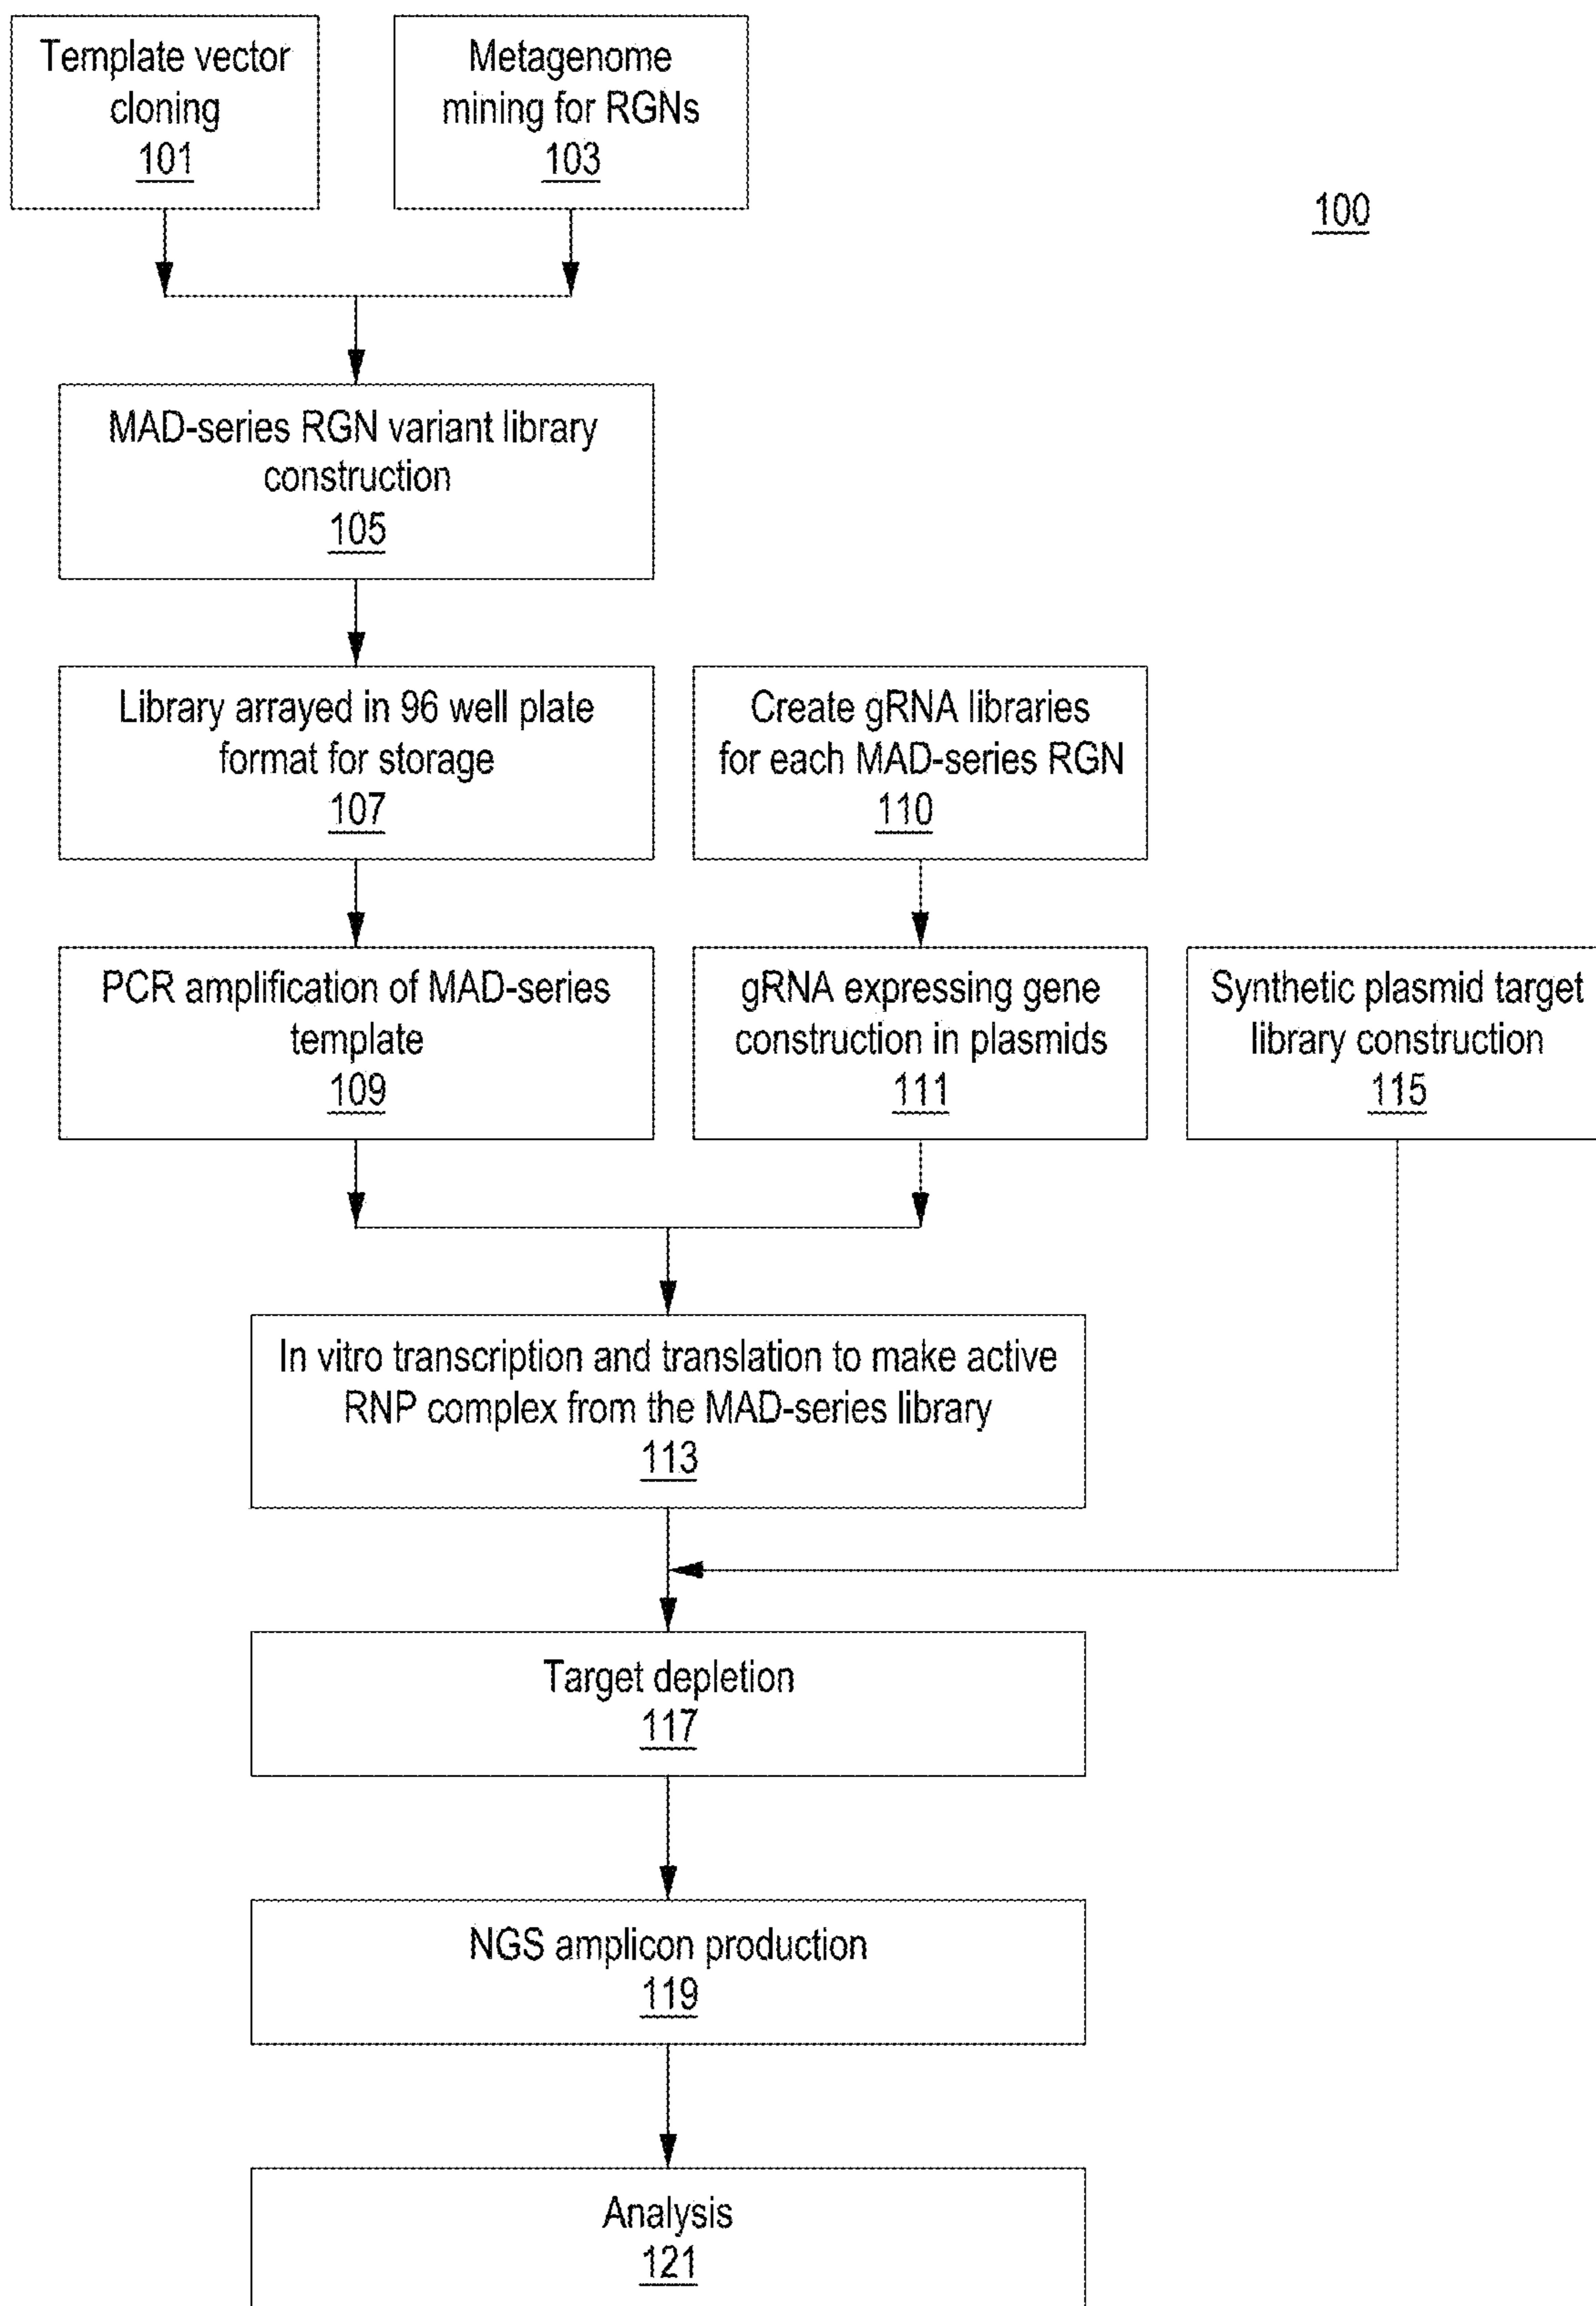 Template vector
cloning
101
Metagenome
mining for RGNs
103
100
MAD-series RGN variant library
construction
105
Library arrayed in 96 well plate
format for storage
107
Create gRNA libraries
for each MAD-series RGN
110
PCR amplification of MAD-series
template
109
gRNA expressing gene
construction in plasmids
111
Synthetic plasmid target
library construction
115
In vitro transcription and translation to make active
RNP complex from the MAD-series library
113
Target depletion
117
NGS amplicon production
119
Analysis
121